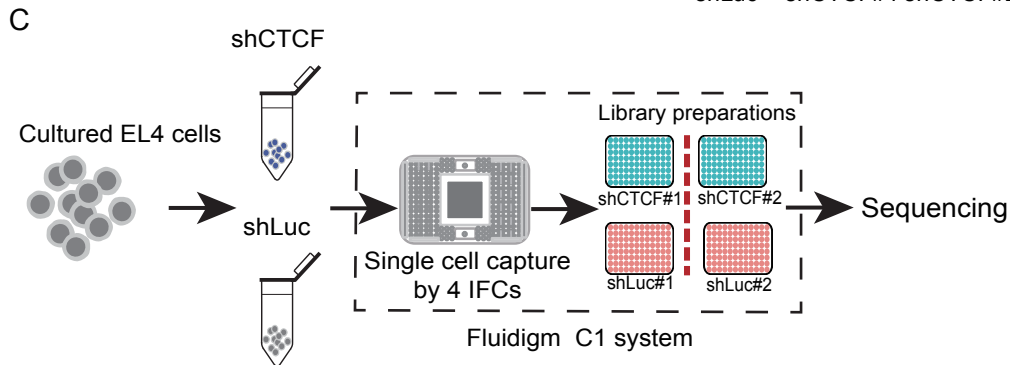 C
shCTCF
Library preparations
Cultured EL4 cells
shCTCF#1 shCTCF#2
shLuc
Sequencing
Single cell capture
by 4 IFCs
shLuc#1 shLuc#2
Fluidigm C1 system